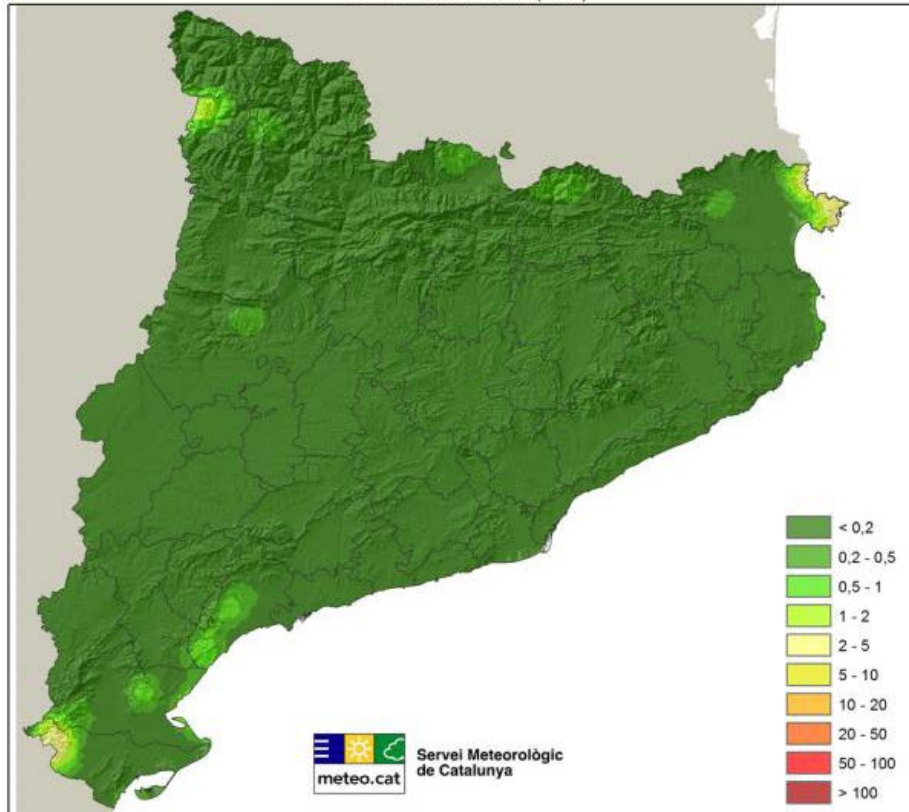 < 0,2
0,2 - 0,5
0,5 - 1
1 - 2
2 - 5
5 - 10
10 - 20
20 - 50
50 - 100
> 100
meteo.cat
Servei Meteorològic
de Catalunya